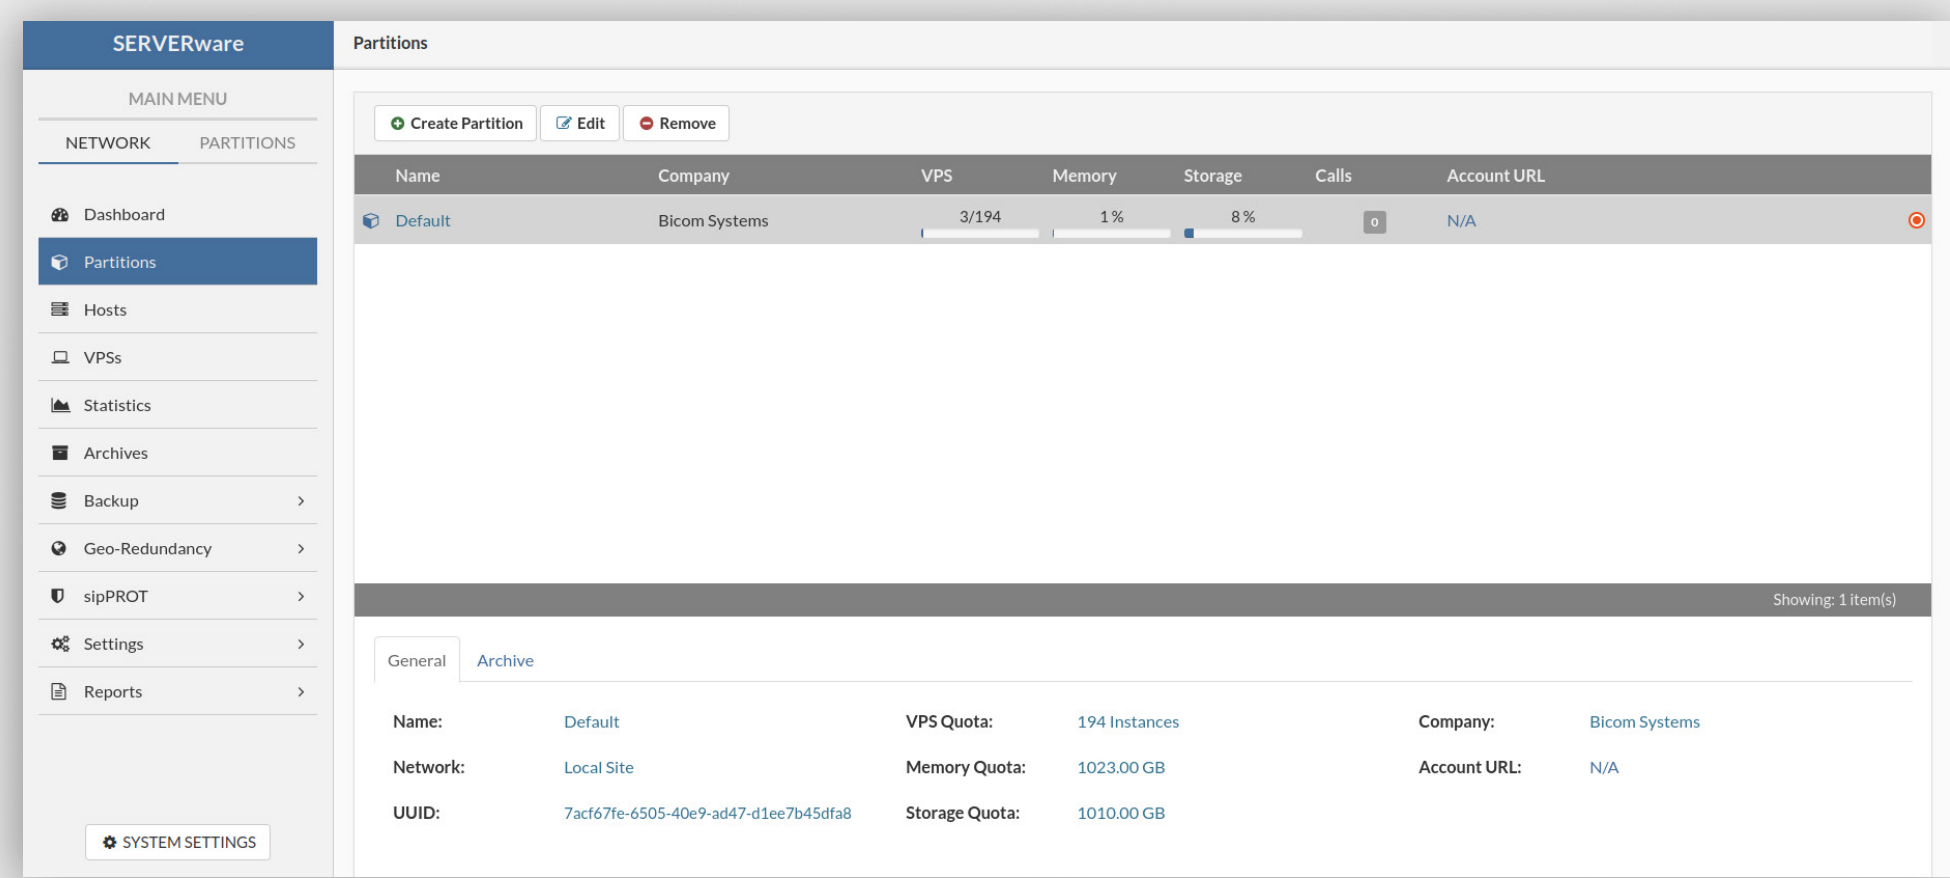 SERVERware
Partitions
MAIN MENU
NETWORK PARTITIONS
Dashboard
Partitions
Hosts
VPSs
Statistics
Archives
Backup
Geo-Redundancy
sipPROT
Settings
Reports
SYSTEM SETTINGS
Create Partition Edit Remove
Name Company VPS Memory Storage Calls Account URL
Default Bicom Systems 3/194 1 % 8 % 0 N/A
Showing: 1 item(s)
General Archive
Name: Default VPS Quota: 194 Instances Company: Bicom Systems
Network: Local Site Memory Quota: 1023.00 GB Account URL: N/A
UUID: 7acf67fe-6505-40e9-ad47-d1ee7b45dfa8 Storage Quota: 1010.00 GB